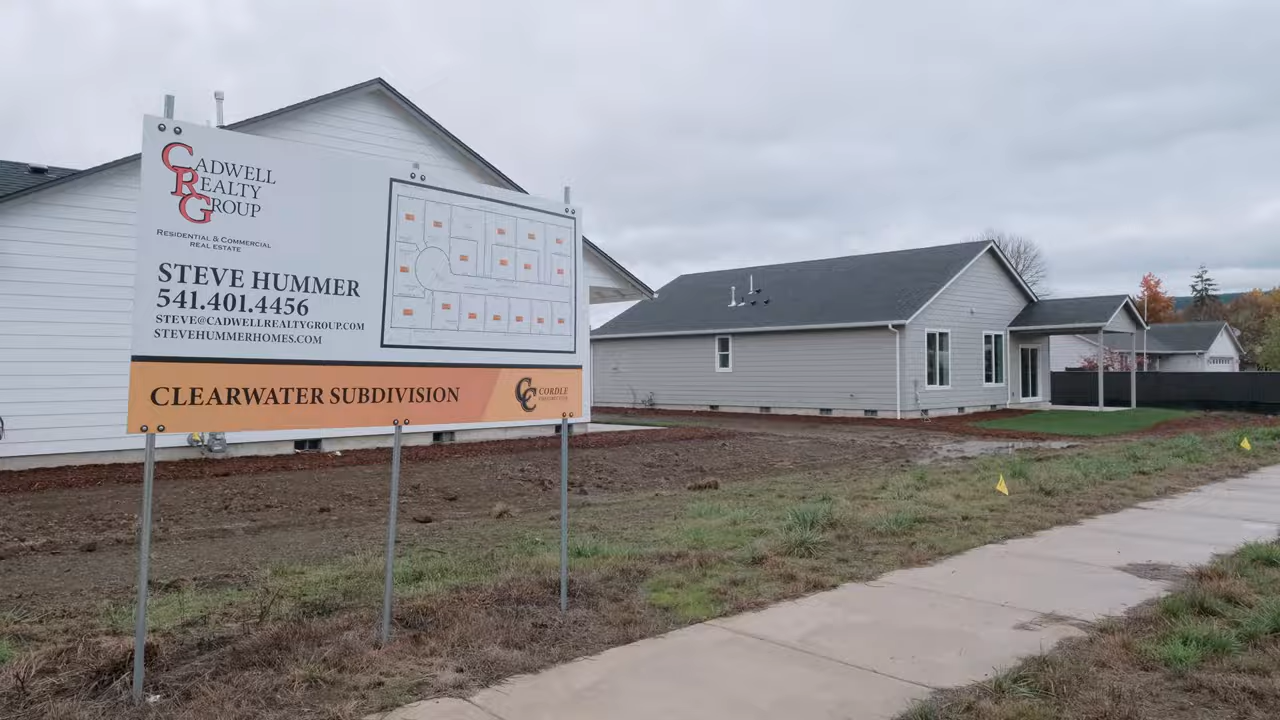 CADWELL
REALTY
GROUP
RESIDENTIAL & COMMERCIAL
REAL ESTATE
STEVE HUMMER
541.401.4456
STEVE@CADWELLREALTYGROUP.COM
STEVEHUMMERHOMES.COM
CLEARWATER SUBDIVISION
CC CORDLE